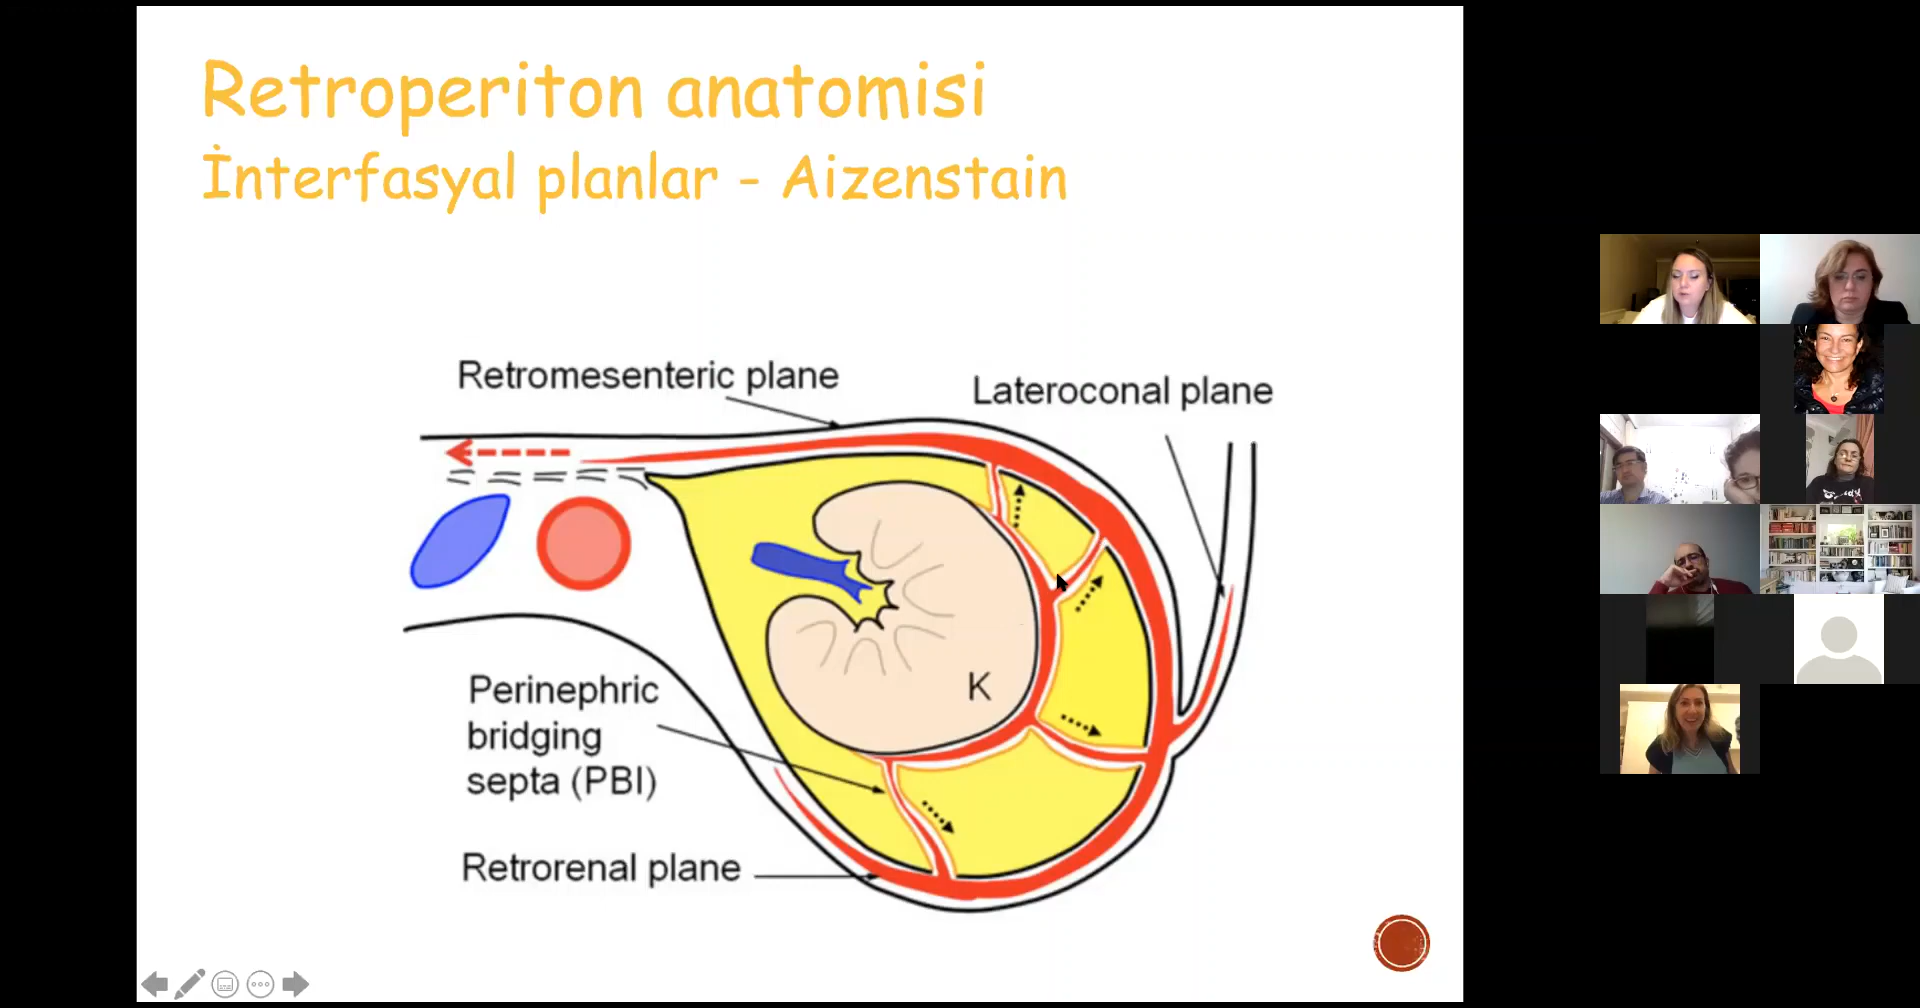 Retroperiton anatomisi
İnterfasyal planlar - Aizenstain
Retromesenteric plane
Lateroconal plane
K
Perinephric
bridging
septa (PBI)
Retrorenal plane